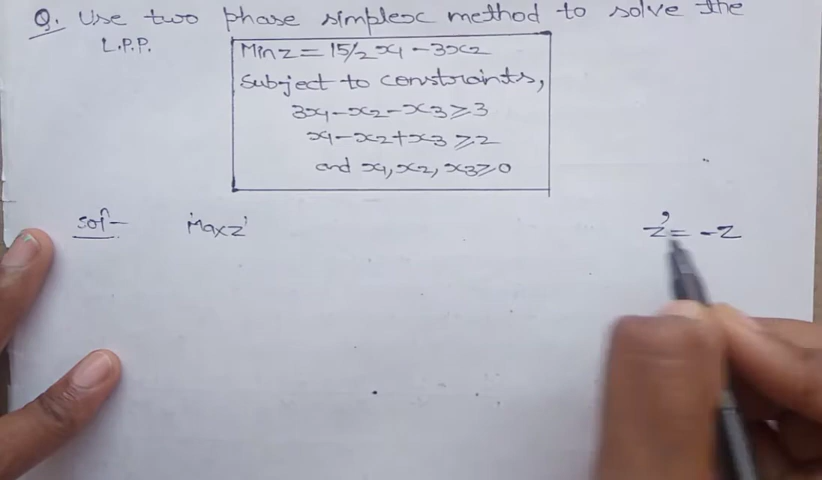 Q. Use two phase simplex method to solve the
L.P.P.
Min z = 15/2 x1 - 3x2
Subject to constraints,
3x1 - x2 - x3 ≥ 3
x1 - x2 + x3 ≥ 2
and x1, x2, x3 ≥ 0
Solⁿ- Max z' z' = -z